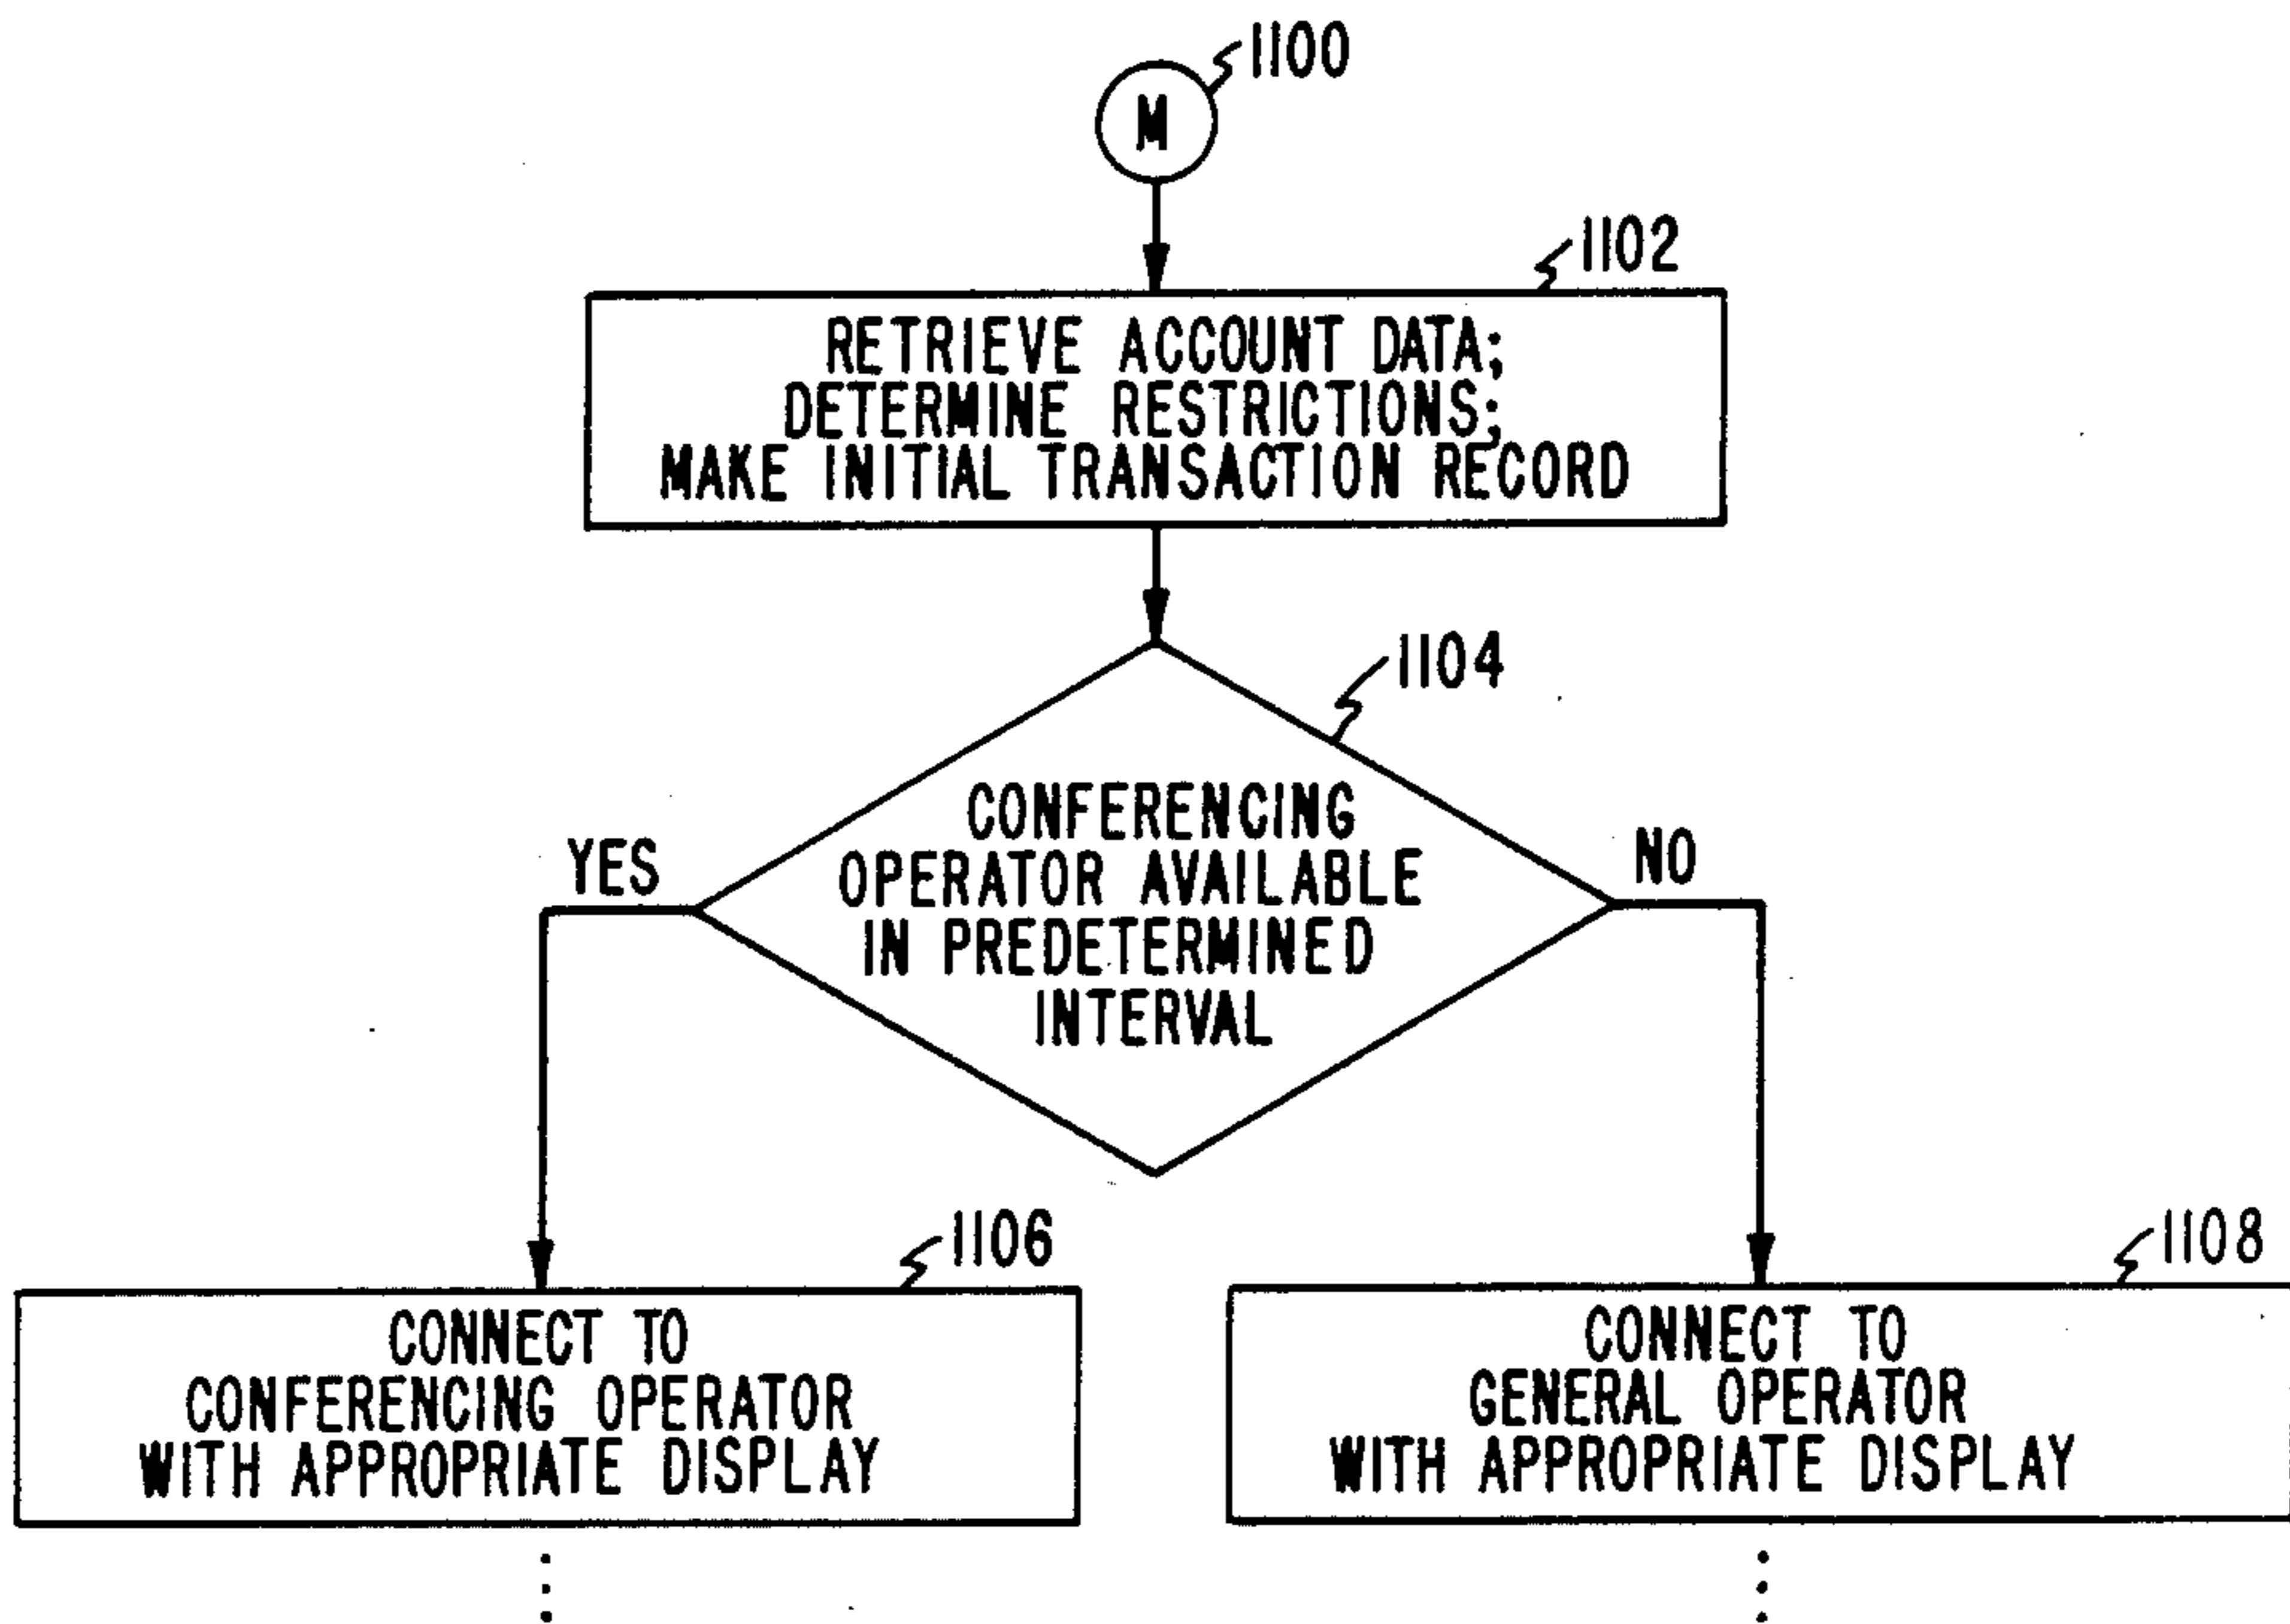 1100
M
1102
RETRIEVE ACCOUNT DATA;
DETERMINE RESTRICTIONS;
MAKE INITIAL TRANSACTION RECORD
1104
CONFERENCING
OPERATOR AVAILABLE
IN PREDETERMINED
INTERVAL
YES
NO
1106
CONNECT TO
CONFERENCING OPERATOR
WITH APPROPRIATE DISPLAY
1108
CONNECT TO
GENERAL OPERATOR
WITH APPROPRIATE DISPLAY